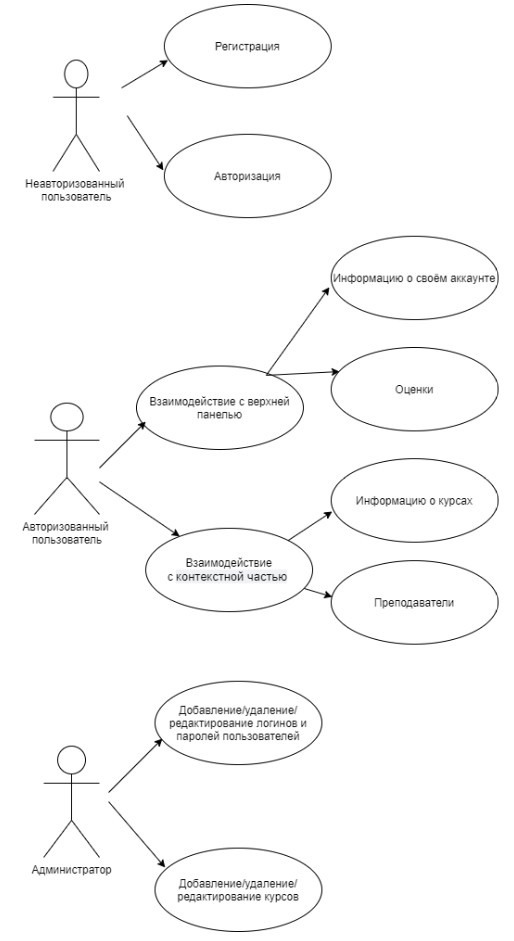 Регистрация
Неавторизованный
пользователь
Авторизация
Информацию о своём аккаунте
Взаимодействие с верхней
панелью
Оценки
Авторизованный
пользователь
Информацию о курсах
Взаимодействие
с контекстной частью
Преподаватели
Добавление/удаление/
редактирование логинов и
паролей пользователей
Администратор
Добавление/удаление/
редактирование курсов